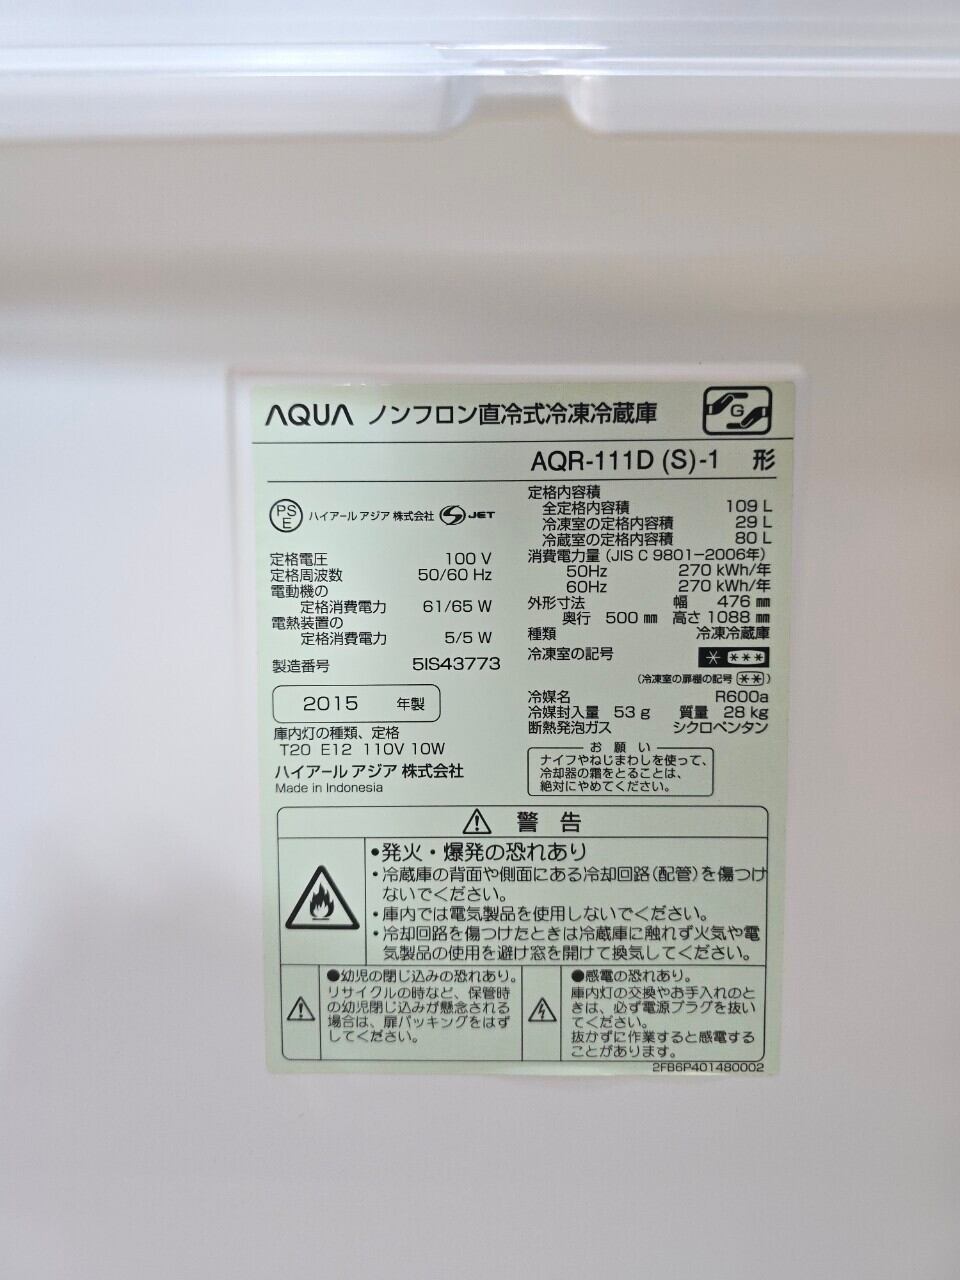 AQUA ノンフロン直冷式冷凍冷蔵庫
G
AQR-111D (S)-1 形
PS E ハイアール アジア 株式会社 S JET
定格電圧 100 V
定格周波数 50/60 Hz
電動機の
定格消費電力 61/65 W
電熱装置の
定格消費電力 5/5 W
製造番号 5IS43773
2015 年製
庫内灯の種類、定格
T20 E12 110V 10W
ハイアール アジア 株式会社
Made in Indonesia
定格内容積
全定格内容積 109 L
冷凍室の定格内容積 29 L
冷蔵室の定格内容積 80 L
消費電力量 (JIS C 9801−2006年)
50Hz 270 kWh/年
60Hz 270 kWh/年
外形寸法 幅 476 ㎜
奥行 500 ㎜ 高さ 1088 ㎜
種類 冷凍冷蔵庫
冷凍室の記号 * ***
(冷凍室の扉棚の記号 **)
冷媒名 R600a
冷媒封入量 53 g 質量 28 kg
断熱発泡ガス シクロペンタン
お 願 い
ナイフやねじまわしを使って、
冷却器の霜をとることは、
絶対にやめてください。
警 告
•発火・爆発の恐れあり
・冷蔵庫の背面や側面にある冷却回路(配管)を傷つけ
ないでください。
・庫内では電気製品を使用しないでください。
・冷却回路を傷つけたときは冷蔵庫に触れず火気や電
気製品の使用を避け窓を開けて換気してください。
●幼児の閉じ込みの恐れあり。
リサイクルの時など、保管時
の幼児閉じ込みが懸念される
場合は、扉パッキングをはず
してください。
●感電の恐れあり。
庫内灯の交換やお手入れのと
きは、必ず電源プラグを抜い
てください。
抜かずに作業すると感電する
ことがあります。
2FB6P401480002